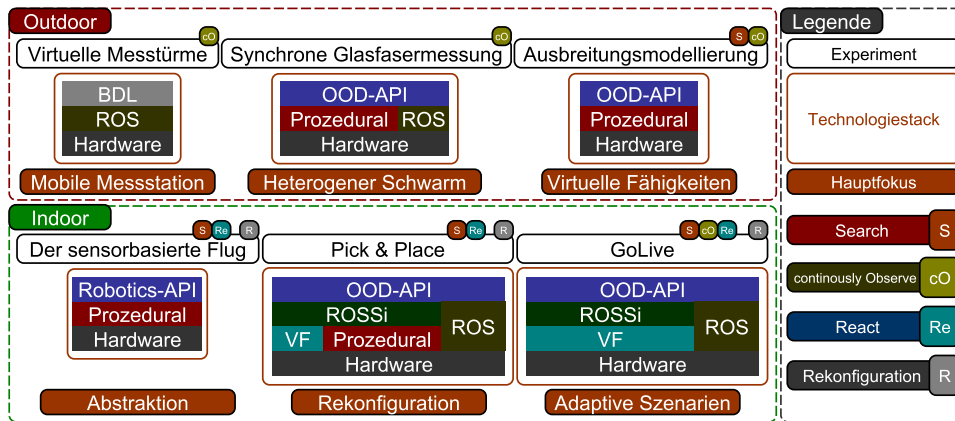 Outdoor
cO
cO
S cO
Virtuelle Messtürme
Synchrone Glasfasermessung
Ausbreitungsmodellierung
BDL
ROS
Hardware
OOD-API
Prozedural ROS
Hardware
OOD-API
Prozedural
Hardware
Mobile Messstation
Heterogener Schwarm
Virtuelle Fähigkeiten
Indoor
S Re R
S Re R
S cO Re R
Der sensorbasierte Flug
Pick & Place
GoLive
Robotics-API
Prozedural
Hardware
OOD-API
ROSSi
ROS
VF Prozedural
Hardware
OOD-API
ROSSi
ROS
VF
Hardware
Abstraktion
Rekonfiguration
Adaptive Szenarien
Legende
Experiment
Technologiestack
Hauptfokus
Search S
continously Observe cO
React Re
Rekonfiguration R